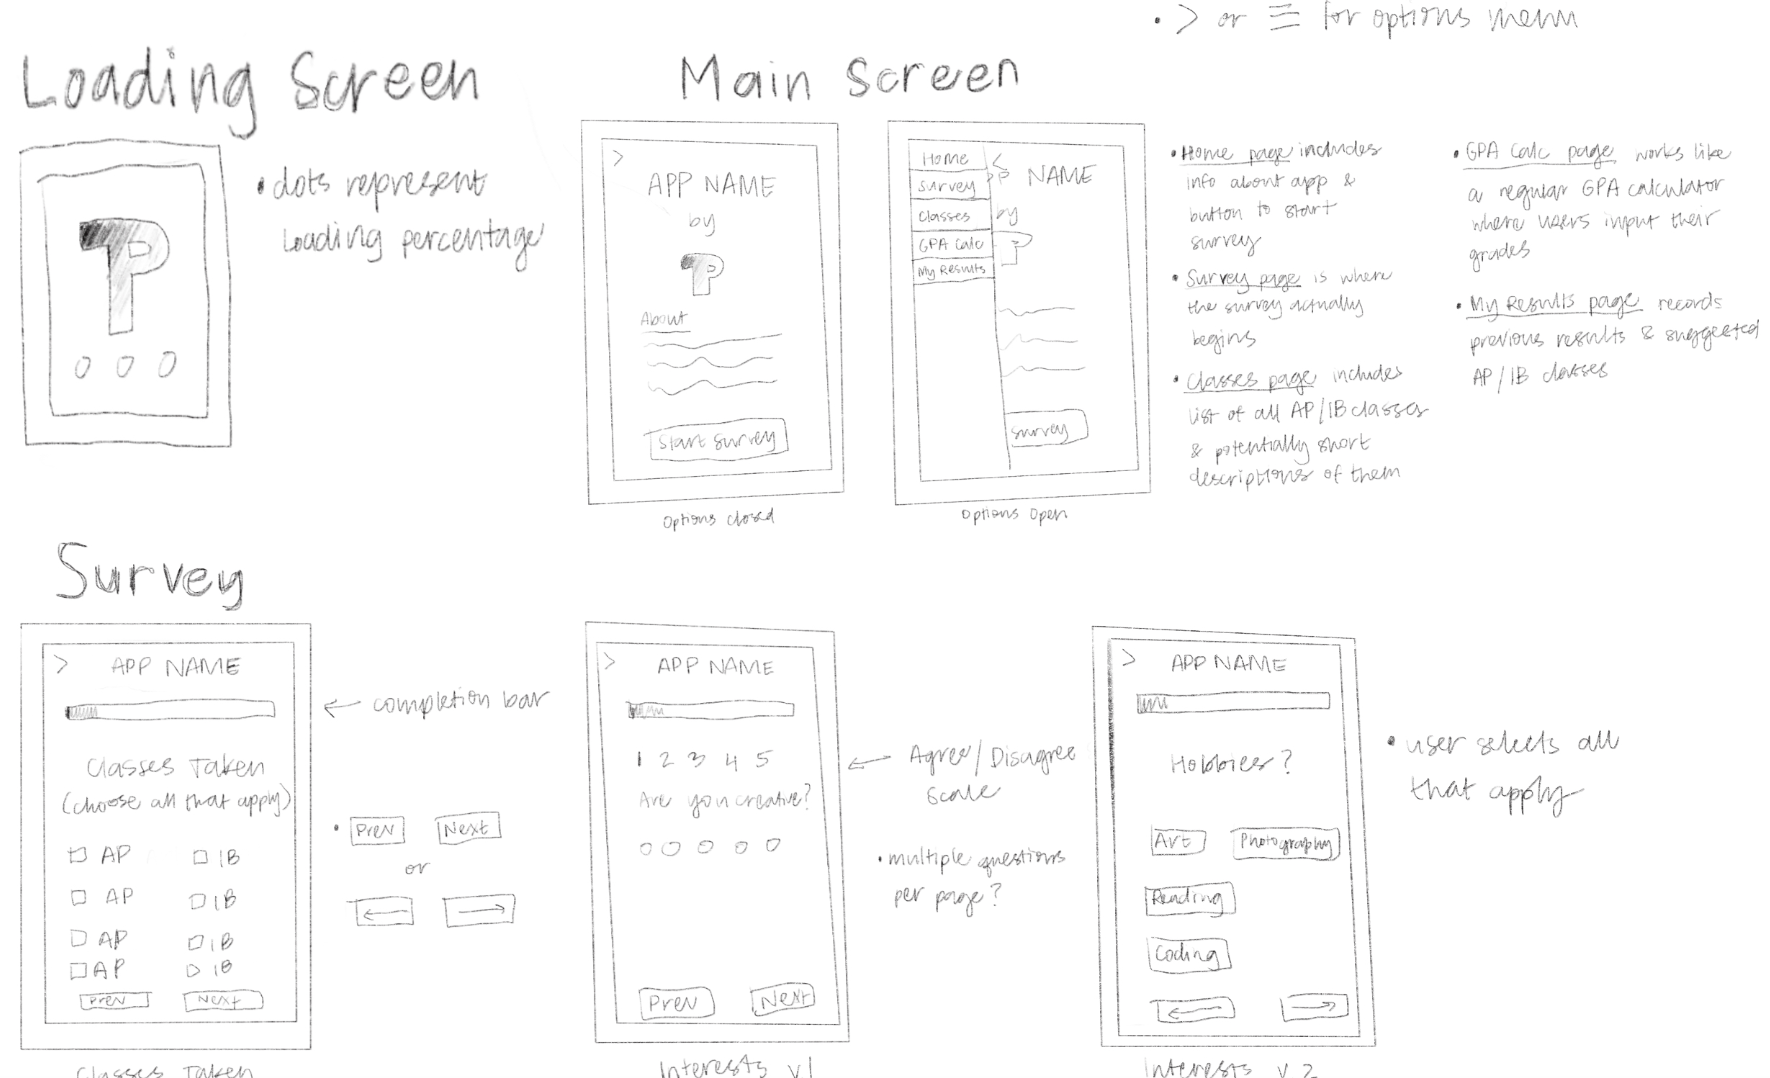 • > or ☰ for options menu
Loading Screen
• dots represent
loading percentage
TP
Main Screen
>
APP NAME
by
TP
About
Start Survey
Options Closed
Home
Survey
Classes
GPA Calc
My Results
<
P NAME
by
P
Survey
Options Open
• Home page includes
info about app &
button to start
survey
• Survey page is where
the survey actually
begins
• Classes page includes
list of all AP/IB classes
& potentially short
descriptions of them
• GPA Calc page works like
a regular GPA calculator
where users input their
grades
• My Results page records
previous results & suggested
AP/IB classes
Survey
> APP NAME
Classes Taken
(choose all that apply)
AP IB
AP IB
AP IB
AP IB
Prev Next
Classes Taken
← completion bar
• Prev Next
or
← →
> APP NAME
1 2 3 4 5
Are you creative?
Prev Next
Interests v1
← Agree/Disagree
scale
• multiple questions
per page?
> APP NAME
Hobbies?
Art Photography
Reading
Coding
← →
Interests v.2
• user selects all
that apply